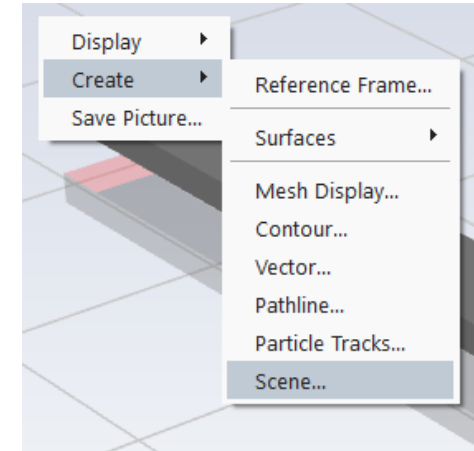 Display
Create
Save Picture...
Reference Frame...
Surfaces
Mesh Display...
Contour...
Vector...
Pathline...
Particle Tracks...
Scene...